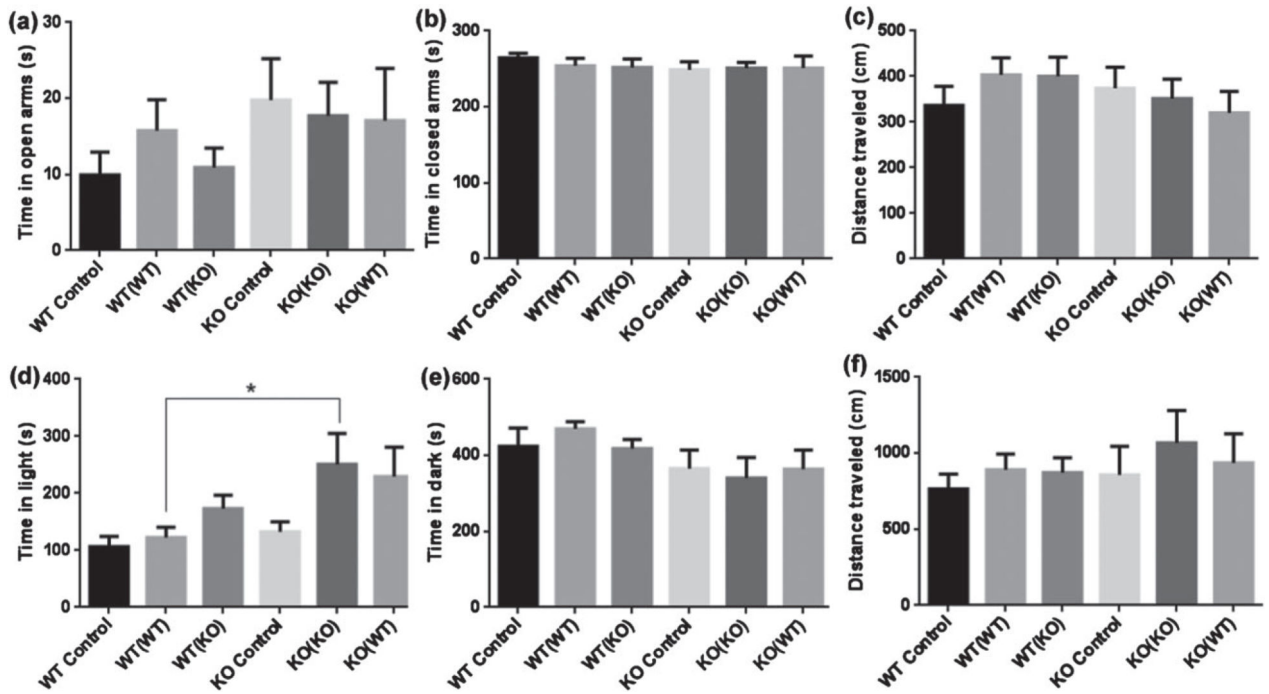 (a)
Time in open arms (s)
30
20
10
0
WT Control
WT(WT)
WT(KO)
KO Control
KO(KO)
KO(WT)
(b)
Time in closed arms (s)
300
200
100
0
WT Control
WT(WT)
WT(KO)
KO Control
KO(KO)
KO(WT)
(c)
Distance traveled (cm)
500
400
300
200
100
0
WT Control
WT(WT)
WT(KO)
KO Control
KO(KO)
KO(WT)
(d)
Time in light (s)
400
300
200
100
0
*
WT Control
WT(WT)
WT(KO)
KO Control
KO(KO)
KO(WT)
(e)
Time in dark (s)
600
400
200
0
WT Control
WT(WT)
WT(KO)
KO Control
KO(KO)
KO(WT)
(f)
Distance traveled (cm)
1500
1000
500
0
WT Control
WT(WT)
WT(KO)
KO Control
KO(KO)
KO(WT)